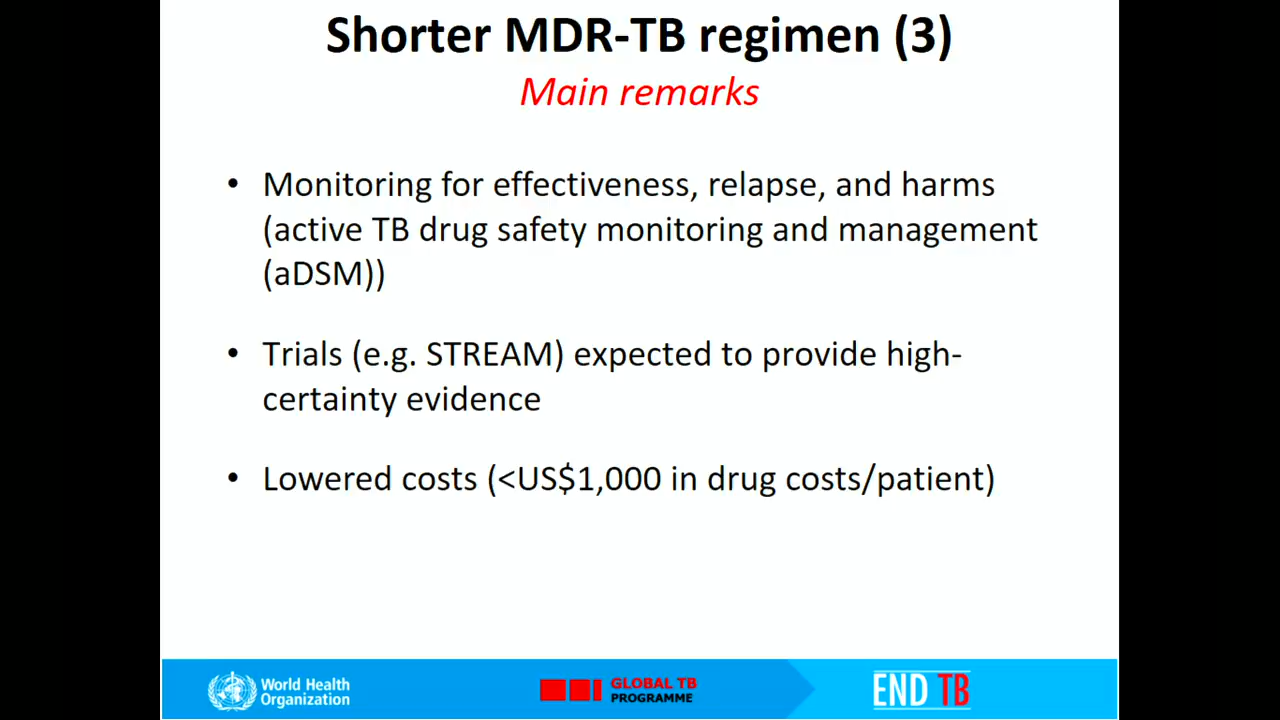 Shorter MDR-TB regimen (3)
Main remarks
• Monitoring for effectiveness, relapse, and harms
(active TB drug safety monitoring and management
(aDSM))
• Trials (e.g. STREAM) expected to provide high-
certainty evidence
• Lowered costs (<US$1,000 in drug costs/patient)
World Health
Organization
GLOBAL TB
PROGRAMME
END TB